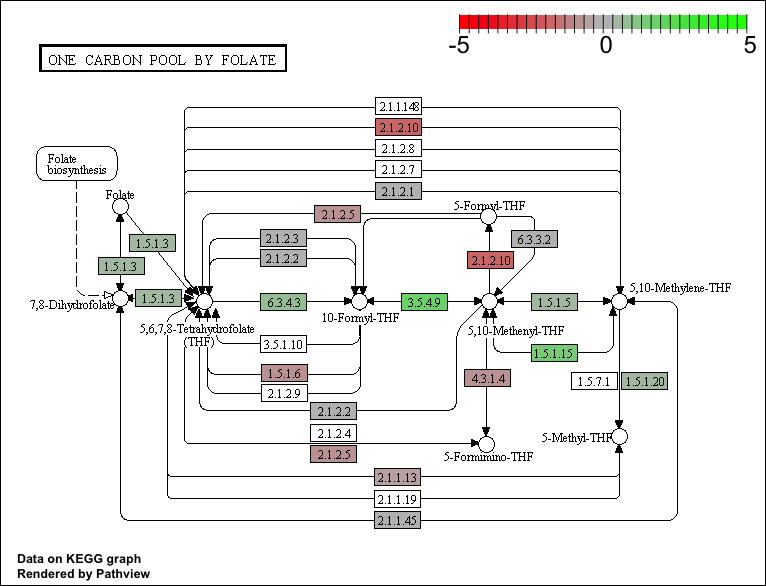 -5 0 5
ONE CARBON POOL BY FOLATE
2.1.1.148
2.1.2.10
2.1.2.8
2.1.2.7
2.1.2.1
Folate
biosynthesis
Folate
2.1.2.5
5-Formyl-THF
1.5.1.3
2.1.2.3
6.3.3.2
2.1.2.2
1.5.1.3
2.1.2.10
7,8-Dihydrofolate
1.5.1.3
6.3.4.3
3.5.4.9
1.5.1.5
5,10-Methylene-THF
5,6,7,8-Tetrahydrofolate
(THF)
10-Formyl-THF
5,10-Methenyl-THF
3.5.1.10
1.5.1.15
1.5.1.6
4.3.1.4
1.5.7.1
1.5.1.20
2.1.2.9
2.1.2.2
2.1.2.4
5-Methyl-THF
2.1.2.5
5-Formimino-THF
2.1.1.13
2.1.1.19
2.1.1.45
Data on KEGG graph
Rendered by Pathview